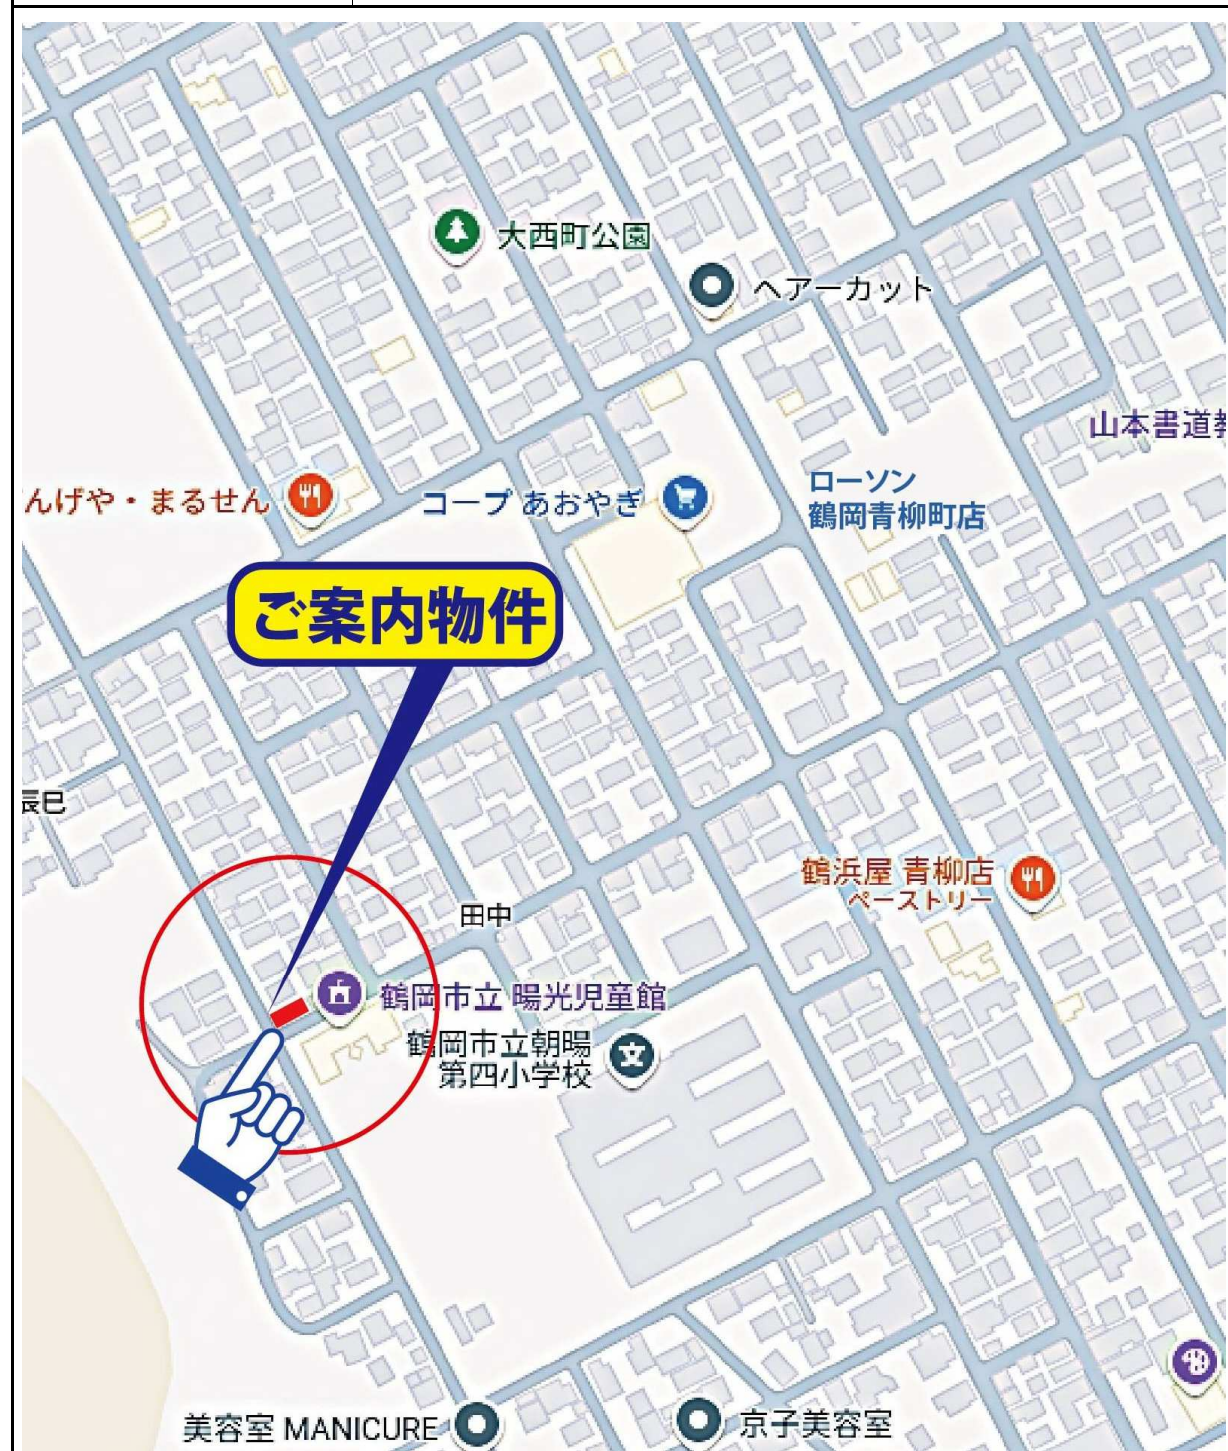 大西町公園
ヘアーカット
山本書道教
んげや・まるせん
コープ あおやぎ
ローソン
鶴岡青柳町店
ご案内物件
辰巳
鶴浜屋 青柳店
ペーストリー
田中
鶴岡市立 暘光児童館
鶴岡市立朝暘
第四小学校
美容室 MANICURE
京子美容室